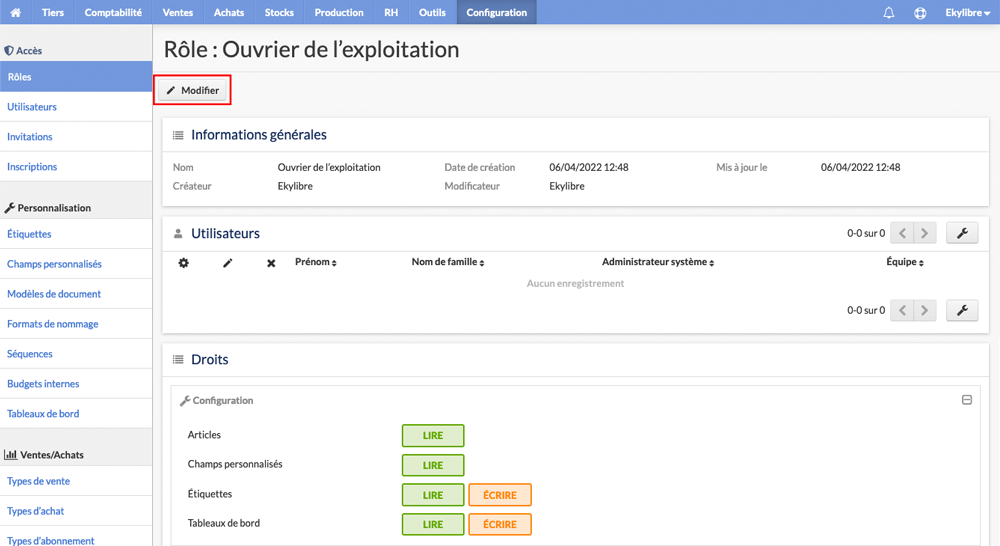 Tiers Comptabilité Ventes Achats Stocks Production RH Outils Configuration Ekylibre
Accès
Rôles
Utilisateurs
Invitations
Inscriptions
Personnalisation
Étiquettes
Champs personnalisés
Modèles de document
Formats de nommage
Séquences
Budgets internes
Tableaux de bord
Ventes/Achats
Types de vente
Types d’achat
Types d’abonnement
Rôle : Ouvrier de l’exploitation
Modifier
Informations générales
Nom Ouvrier de l’exploitation Date de création 06/04/2022 12:48 Mis à jour le 06/04/2022 12:48
Créateur Ekylibre Modificateur Ekylibre
Utilisateurs 0-0 sur 0
Prénom Nom de famille Administrateur système Équipe
Aucun enregistrement
0-0 sur 0
Droits
Configuration
Articles LIRE
Champs personnalisés LIRE
Étiquettes LIRE ÉCRIRE
Tableaux de bord LIRE ÉCRIRE